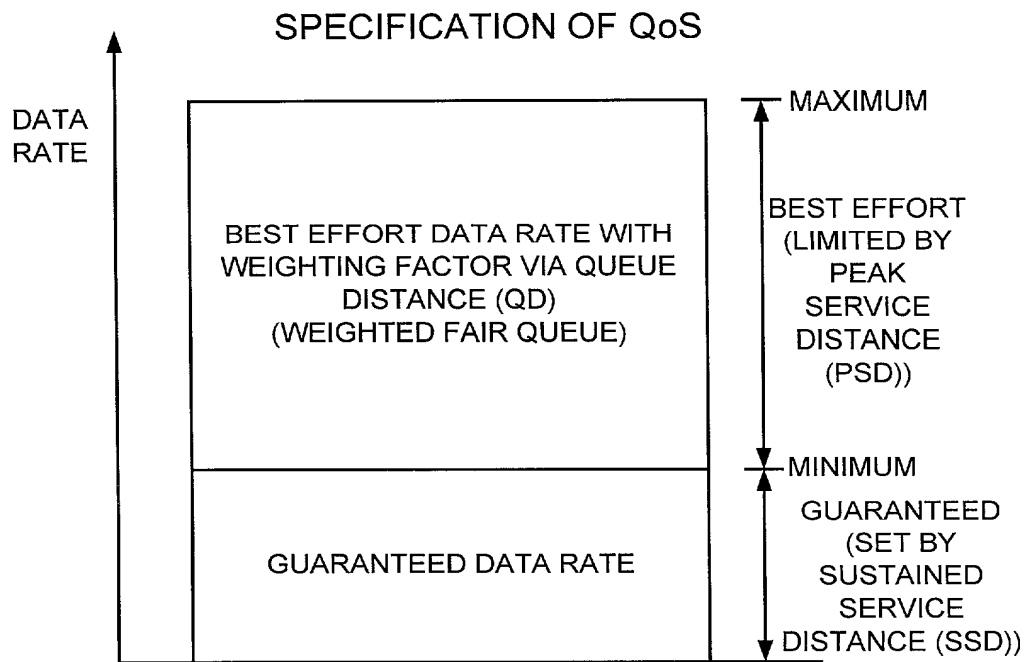 SPECIFICATION OF QoS
DATA
RATE
MAXIMUM
BEST EFFORT DATA RATE WITH
WEIGHTING FACTOR VIA QUEUE
DISTANCE (QD)
(WEIGHTED FAIR QUEUE)
BEST EFFORT
(LIMITED BY
PEAK
SERVICE
DISTANCE
(PSD))
MINIMUM
GUARANTEED DATA RATE
GUARANTEED
(SET BY
SUSTAINED
SERVICE
DISTANCE (SSD))